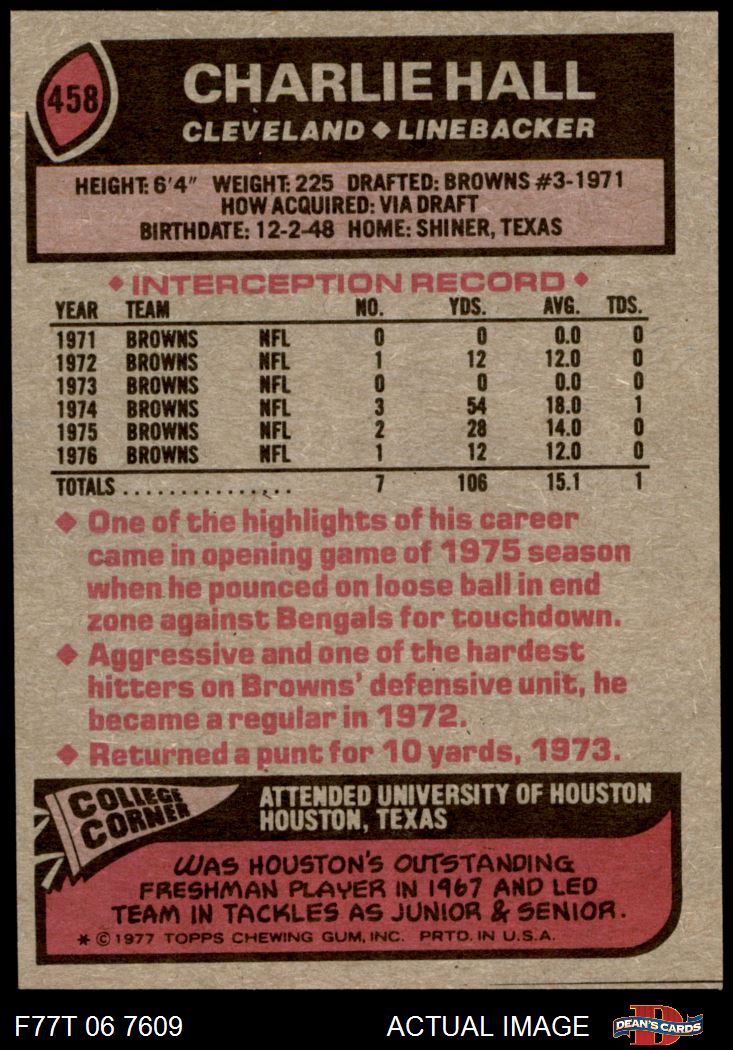 458
CHARLIE HALL
CLEVELAND ◆ LINEBACKER
HEIGHT: 6'4" WEIGHT: 225 DRAFTED: BROWNS #3-1971
HOW ACQUIRED: VIA DRAFT
BIRTHDATE: 12-2-48 HOME: SHINER, TEXAS
◆ INTERCEPTION RECORD ◆
YEAR TEAM NO. YDS. AVG. TDS.
1971 BROWNS NFL 0 0 0.0 0
1972 BROWNS NFL 1 12 12.0 0
1973 BROWNS NFL 0 0 0.0 0
1974 BROWNS NFL 3 54 18.0 1
1975 BROWNS NFL 2 28 14.0 0
1976 BROWNS NFL 1 12 12.0 0
TOTALS ................ 7 106 15.1 1
◆ One of the highlights of his career
came in opening game of 1975 season
when he pounced on loose ball in end
zone against Bengals for touchdown.
◆ Aggressive and one of the hardest
hitters on Browns' defensive unit, he
became a regular in 1972.
◆ Returned a punt for 10 yards, 1973.
COLLEGE
CORNER
ATTENDED UNIVERSITY OF HOUSTON
HOUSTON, TEXAS
WAS HOUSTON'S OUTSTANDING
FRESHMAN PLAYER IN 1967 AND LED
TEAM IN TACKLES AS JUNIOR & SENIOR.
* © 1977 TOPPS CHEWING GUM, INC. PRTD. IN U.S.A.
F77T 06 7609 ACTUAL IMAGE
D
DEAN'S CARDS